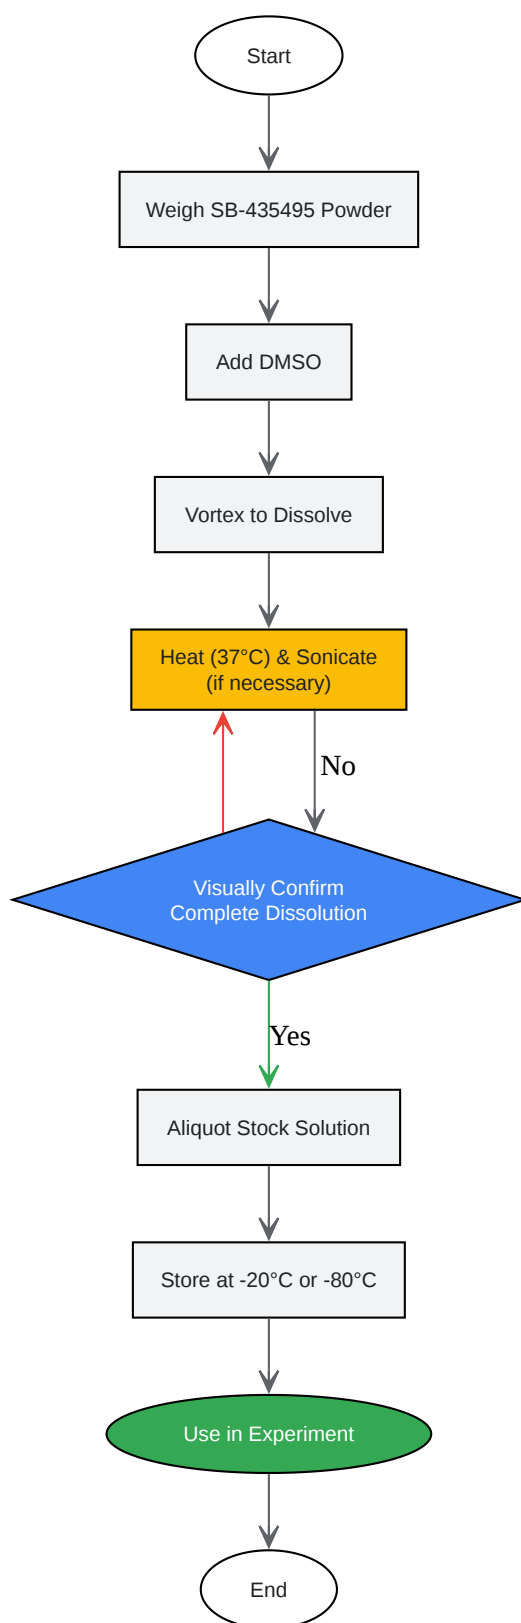 Start
Weigh SB-435495 Powder
Add DMSO
Vortex to Dissolve
Heat (37°C) & Sonicate
(if necessary)
No
Visually Confirm
Complete Dissolution
Yes
Aliquot Stock Solution
Store at -20°C or -80°C
Use in Experiment
End